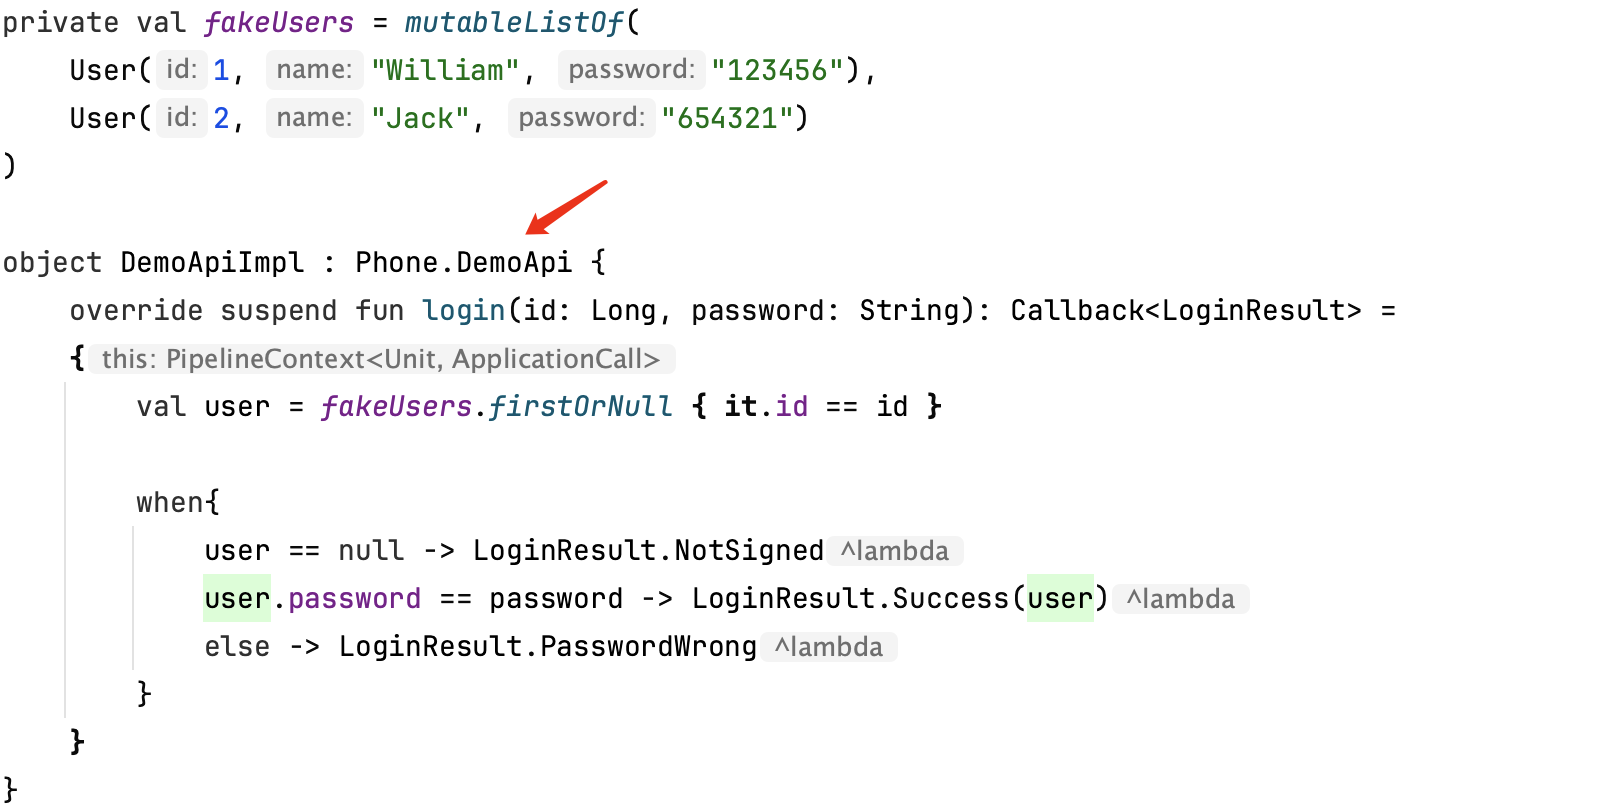 private val fakeUsers = mutableListOf(
User( id: 1, name: "William", password: "123456"),
User( id: 2, name: "Jack", password: "654321")
)
object DemoApiImpl : Phone.DemoApi {
override suspend fun login(id: Long, password: String): Callback<LoginResult> =
{ this: PipelineContext<Unit, ApplicationCall>
val user = fakeUsers.firstOrNull { it.id == id }
when{
user == null -> LoginResult.NotSigned ^lambda
user.password == password -> LoginResult.Success(user) ^lambda
else -> LoginResult.PasswordWrong ^lambda
}
}
}